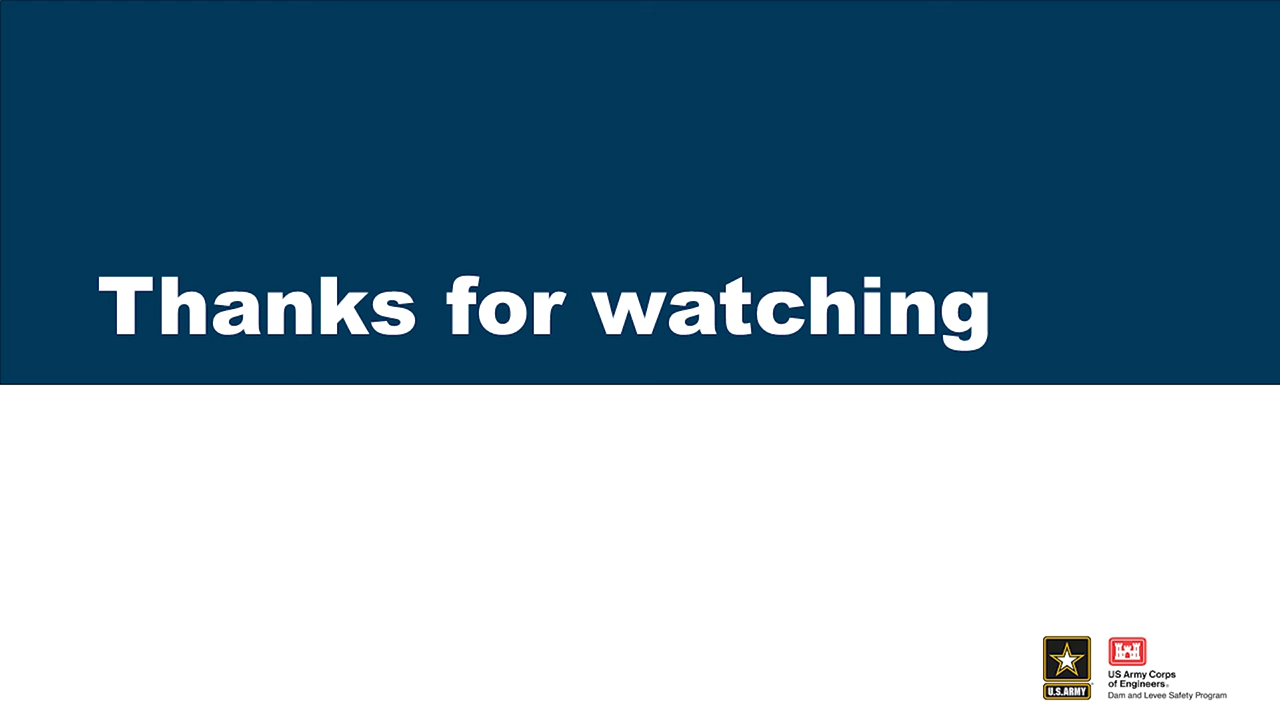 Thanks for watching
U.S.ARMY
US Army Corps
of Engineers®
Dam and Levee Safety Program